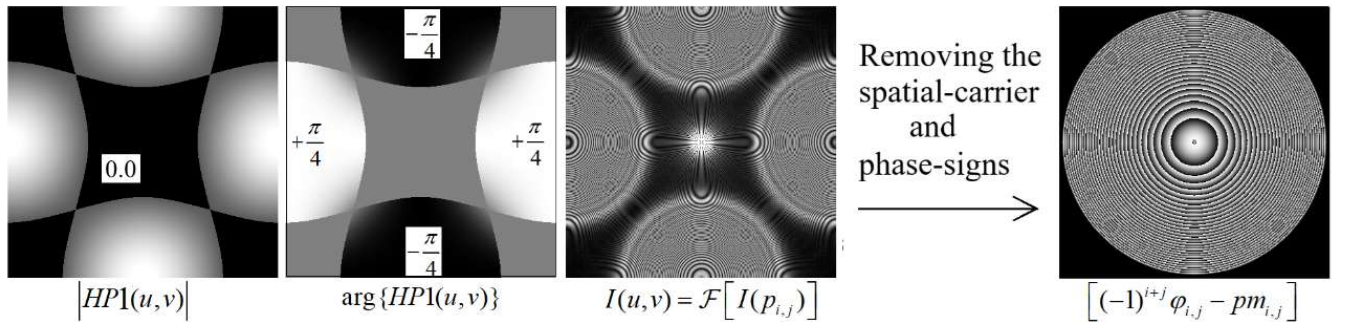 0.0
|HP1(u,v)|
-π/4
+π/4
+π/4
-π/4
arg{HP1(u,v)}
I(u,v) = ℱ[I(p_{i,j})]
Removing the
spatial-carrier
and
phase-signs
[(-1)^{i+j} φ_{i,j} - pm_{i,j}]